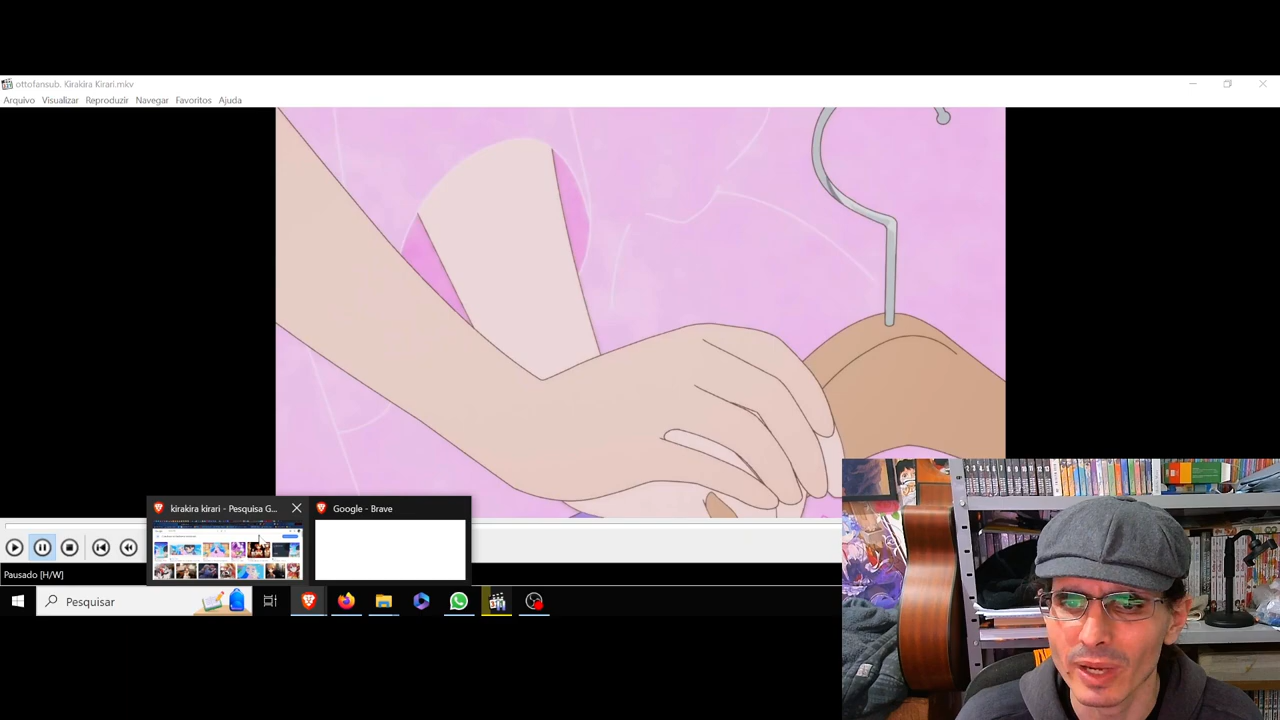 ottofansub. Kirakira Kirari.mkv
Arquivo Visualizar Reproduzir Navegar Favoritos Ajuda
kirakira kirari - Pesquisa G...
Google - Brave
Pausado [H/W]
Pesquisar